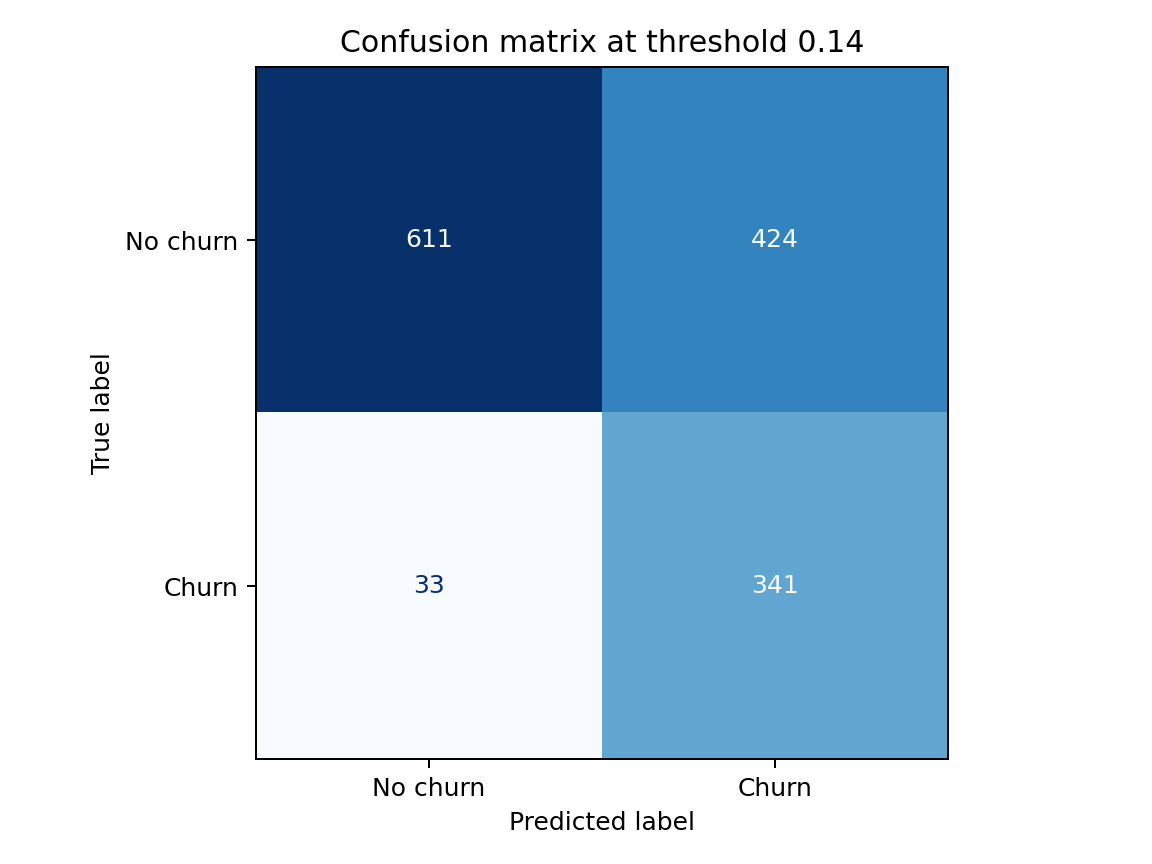 Confusion matrix at threshold 0.14
True label
No churn
611
424
Churn
33
341
No churn
Churn
Predicted label